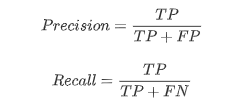 Precision = TP / TP + FP
Recall = TP / TP + FN